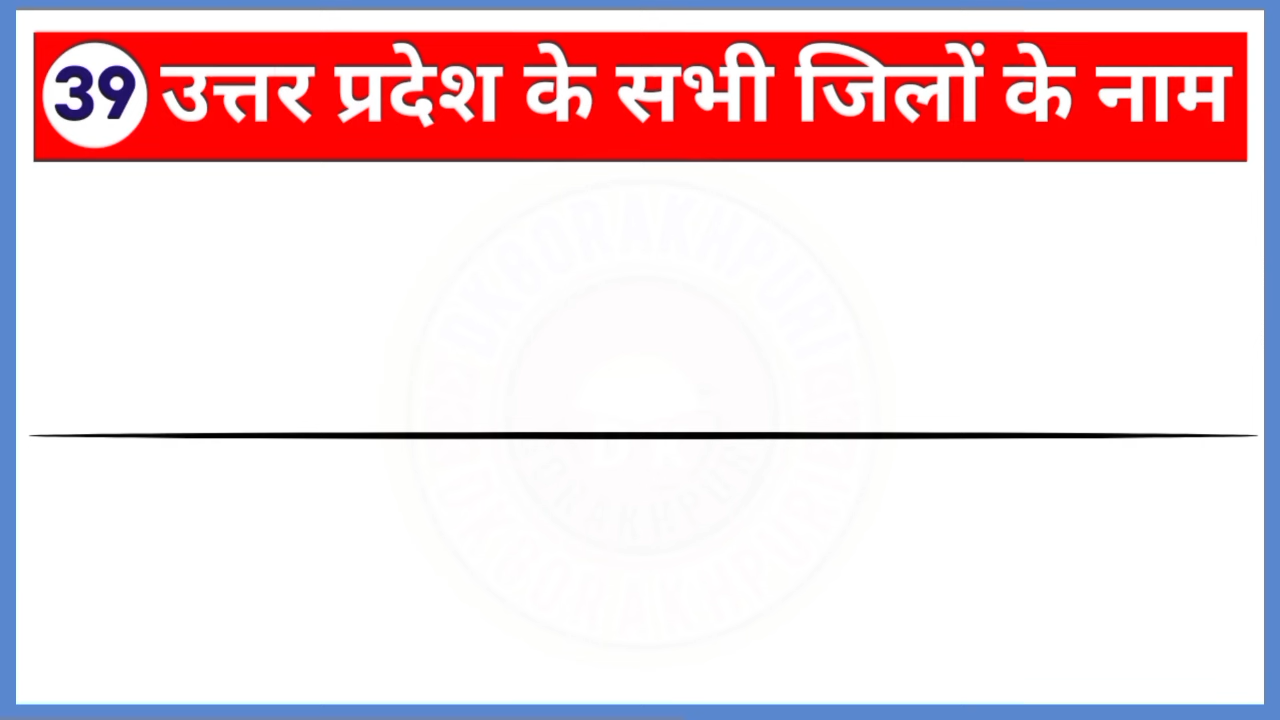 39 उत्तर प्रदेश के सभी जिलों के नाम